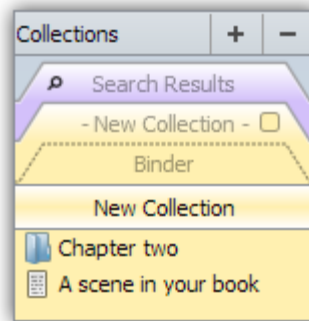 Collections + −
Search Results
- New Collection -
Binder
New Collection
Chapter two
A scene in your book